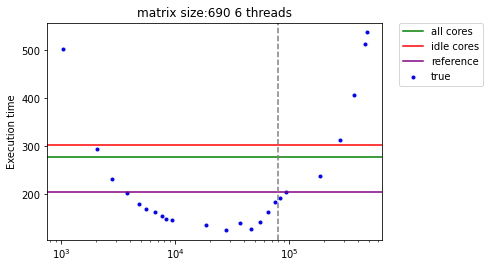 matrix size:690 6 threads
Execution time
500
400
300
200
10³
10⁴
10⁵
all cores
idle cores
reference
true